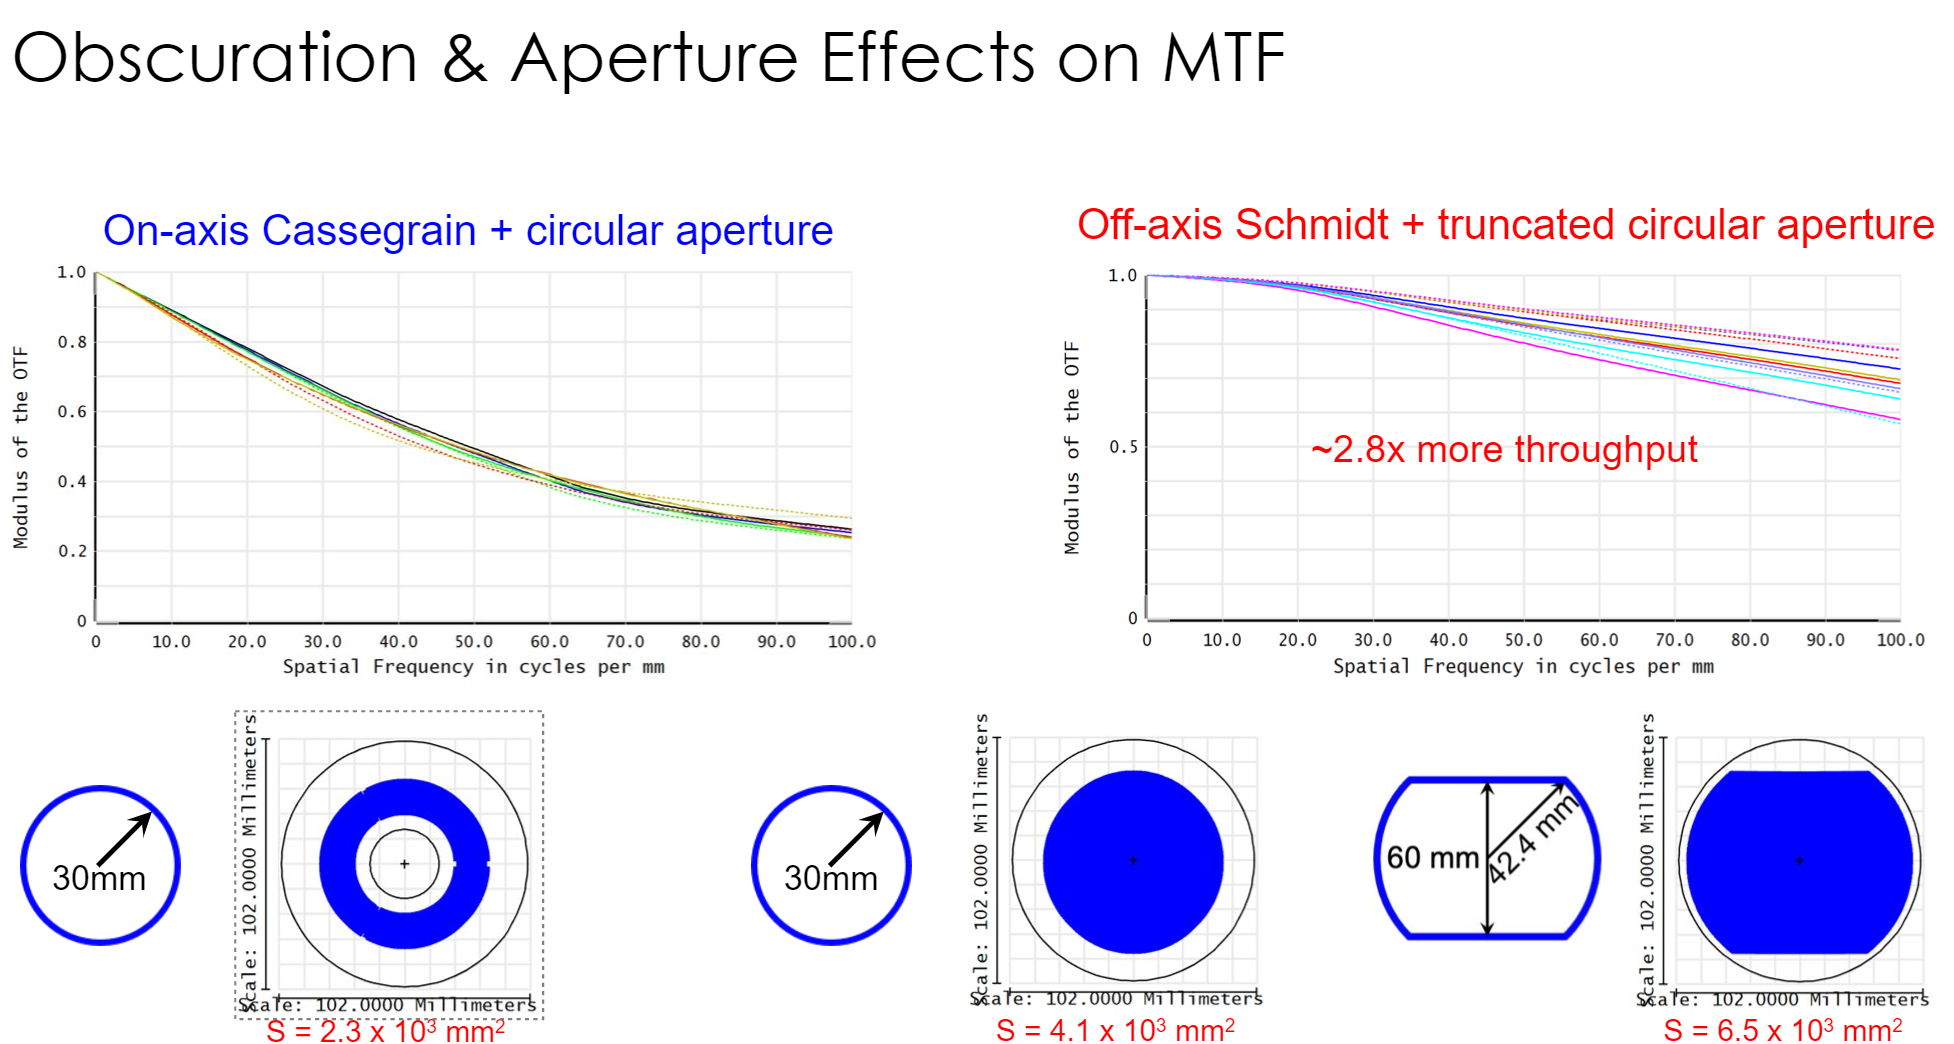 Obscuration & Aperture Effects on MTF
On-axis Cassegrain + circular aperture
Off-axis Schmidt + truncated circular aperture
1.0
0.8
0.6
0.4
0.2
0
Modulus of the OTF
0 10.0 20.0 30.0 40.0 50.0 60.0 70.0 80.0 90.0 100.0
Spatial Frequency in cycles per mm
1.0
0.5
0
Modulus of the OTF
~2.8x more throughput
0 10.0 20.0 30.0 40.0 50.0 60.0 70.0 80.0 90.0 100.0
Spatial Frequency in cycles per mm
30mm
Scale: 102.0000 Millimeters
Scale: 102.0000 Millimeters
S = 2.3 x 10³ mm²
30mm
Scale: 102.0000 Millimeters
Scale: 102.0000 Millimeters
S = 4.1 x 10³ mm²
60 mm
42.4 mm
Scale: 102.0000 Millimeters
Scale: 102.0000 Millimeters
S = 6.5 x 10³ mm²